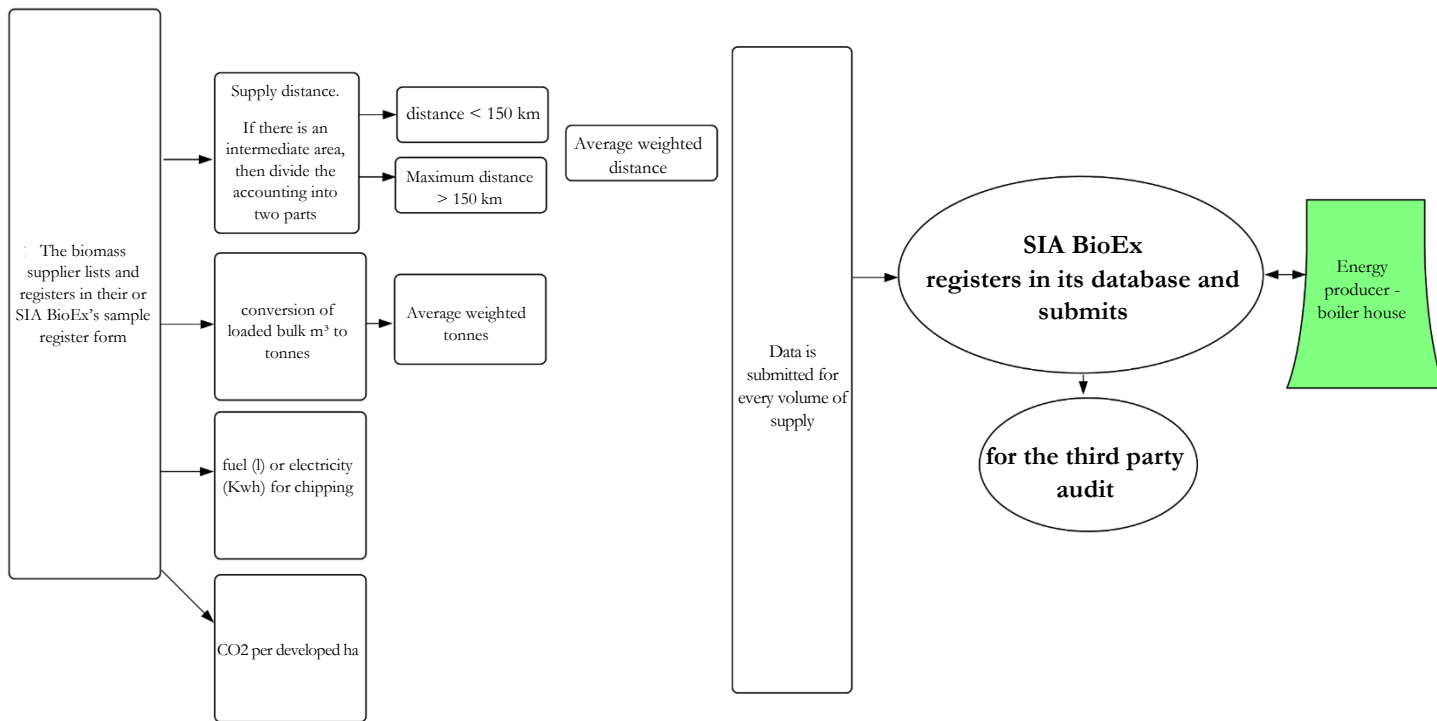 The biomass
supplier lists and
registers in their or
SIA BioEx’s sample
register form
Supply distance.
If there is an
intermediate area,
then divide the
accounting into
two parts
distance < 150 km
Maximum distance
> 150 km
Average weighted
distance
conversion of
loaded bulk m³ to
tonnes
Average weighted
tonnes
fuel (l) or electricity
(Kwh) for chipping
CO2 per developed ha
Data is
submitted for
every volume of
supply
SIA BioEx
registers in its database and
submits
for the third party
audit
Energy
producer -
boiler house